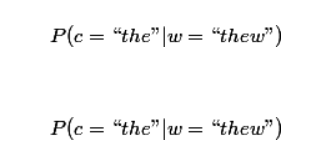 P(c = “the”|w = “thew”)
P(c = “the”|w = “thew”)